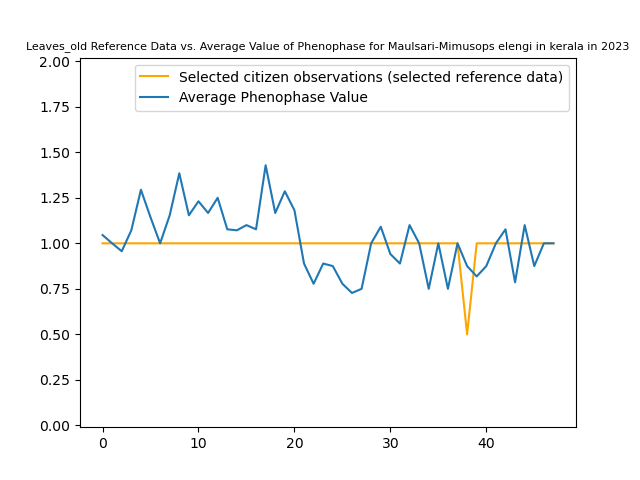 Leaves_old Reference Data vs. Average Value of Phenophase for Maulsari-Mimusops elengi in kerala in 2023
2.00
Selected citizen observations (selected reference data)
Average Phenophase Value
1.75
1.50
1.25
1.00
0.75
0.50
0.25
0.00
0 10 20 30 40